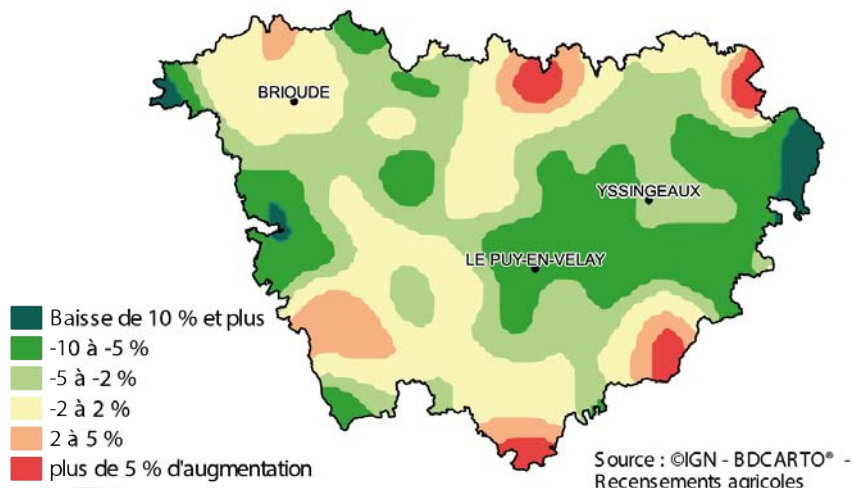 BRIOUDE
YSSINGEAUX
LE PUY-EN-VELAY
Baisse de 10 % et plus
-10 à -5 %
-5 à -2 %
-2 à 2 %
2 à 5 %
plus de 5 % d'augmentation
Source : ©IGN - BDCARTO® -
Recensements agricoles